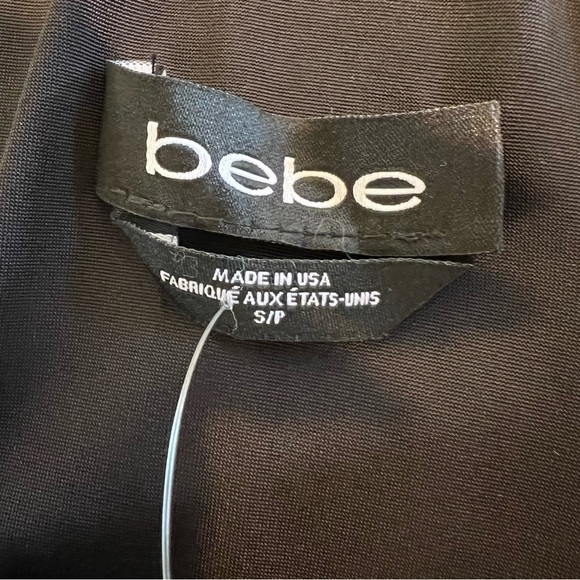 bebe
MADE IN USA
FABRIQUÉ AUX ÉTATS-UNIS
S/P